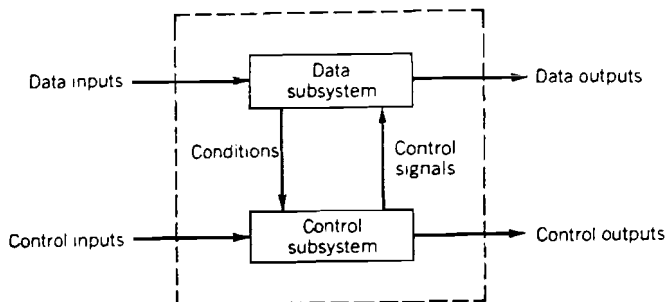 Data inputs
Data
subsystem
Data outputs
Conditions
Control
signals
Control inputs
Control
subsystem
Control outputs